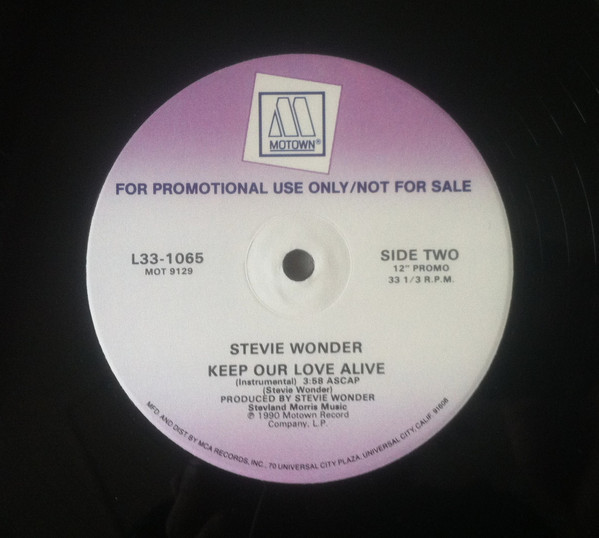 MOTOWN®
FOR PROMOTIONAL USE ONLY/NOT FOR SALE
L33-1065
MOT 9129
SIDE TWO
12" PROMO
33 1/3 R.P.M.
STEVIE WONDER
KEEP OUR LOVE ALIVE
(Instrumental) 3:58 ASCAP
(Stevie Wonder)
PRODUCED BY STEVIE WONDER
Stevland Morris Music
℗ 1990 Motown Record
Company, L.P.
MFD. AND DIST. BY MCA RECORDS, INC., 70 UNIVERSAL CITY PLAZA, UNIVERSAL CITY, CALIF. 91608